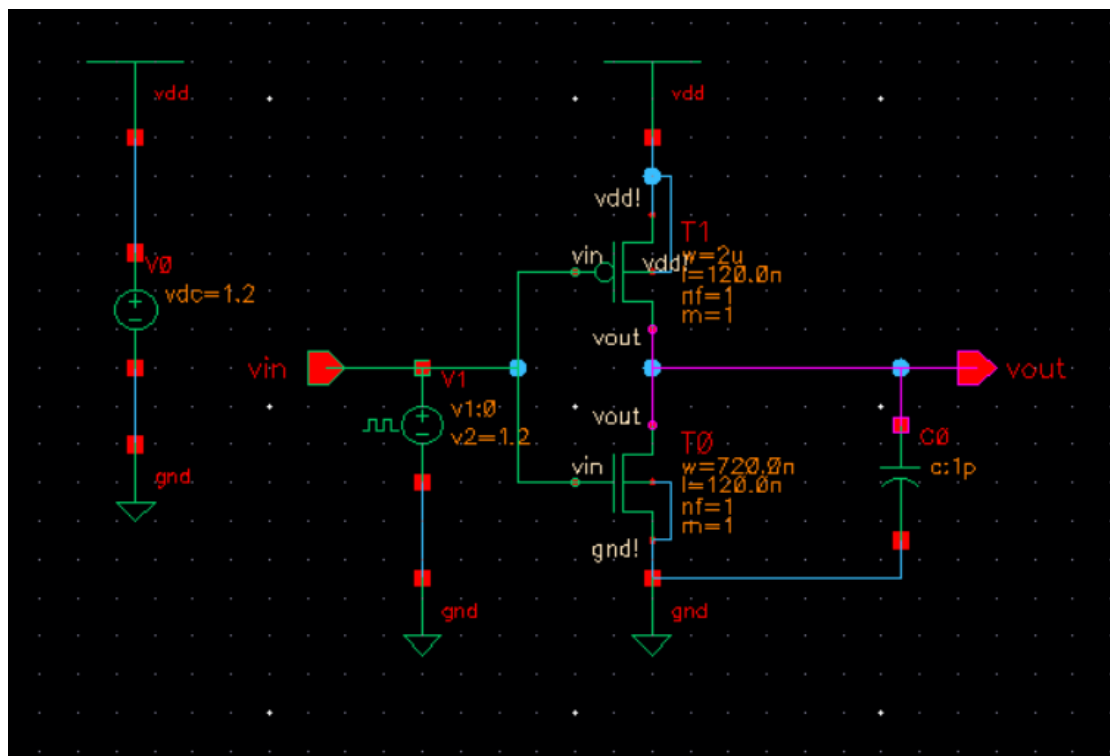 vdd
vdd
vdd!
V0
vdc=1.2
T1
vin
vdd!
w=2u
l=120.0n
nf=1
m=1
vout
vin
vout
V1
v1:0
v2=1.2
vout
T0
C0
vin
w=720.0n
l=120.0n
c:1p
gnd
nf=1
m=1
gnd!
gnd
gnd